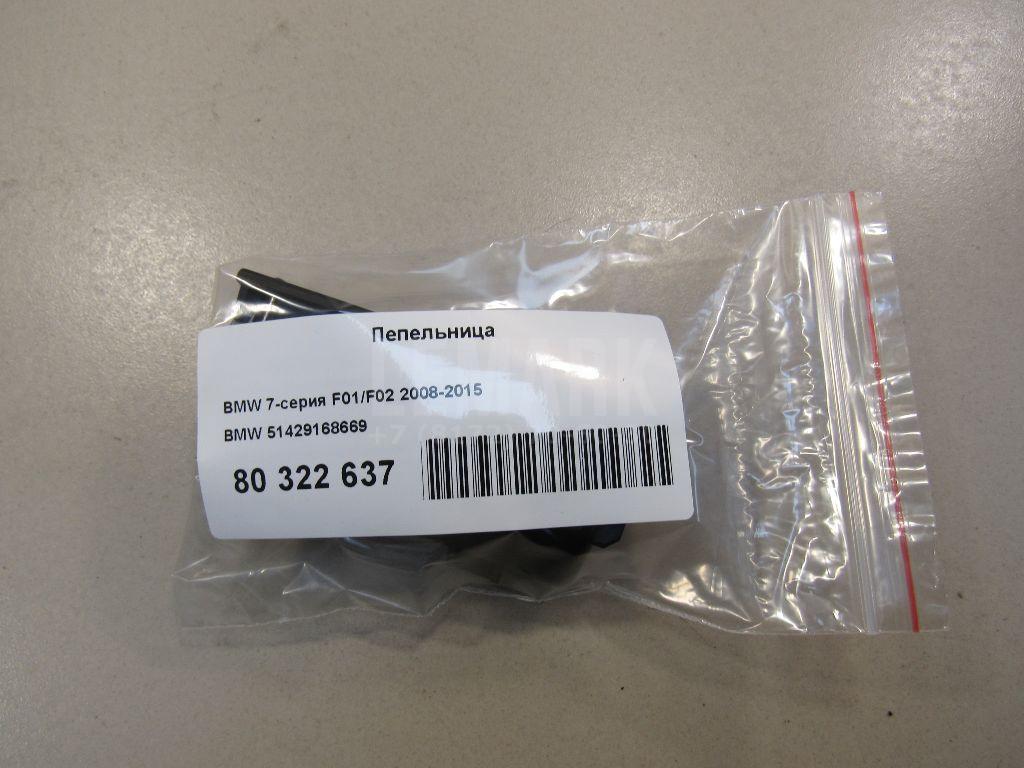 Пепельница
BMW 7-серия F01/F02 2008-2015
BMW 51429168669
80 322 637